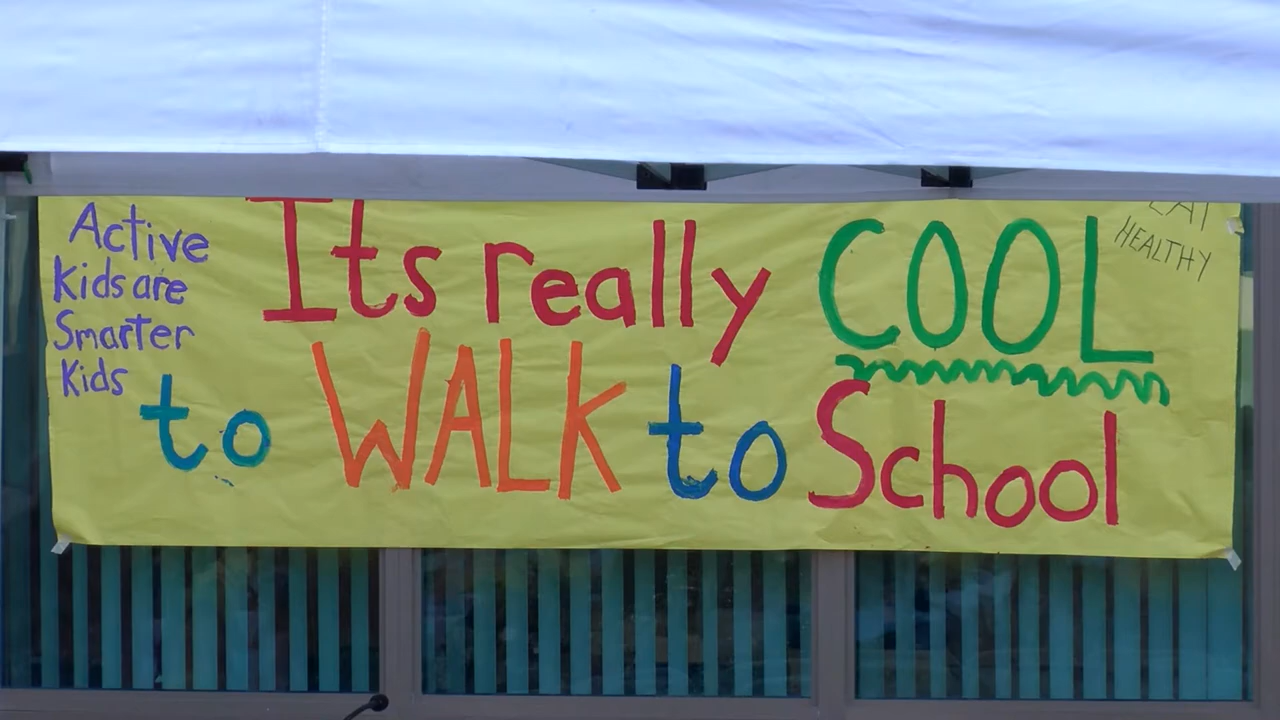 Active
Kids are
Smarter
Kids
Its really COOL
to WALK to School
EAT
HEALTHY